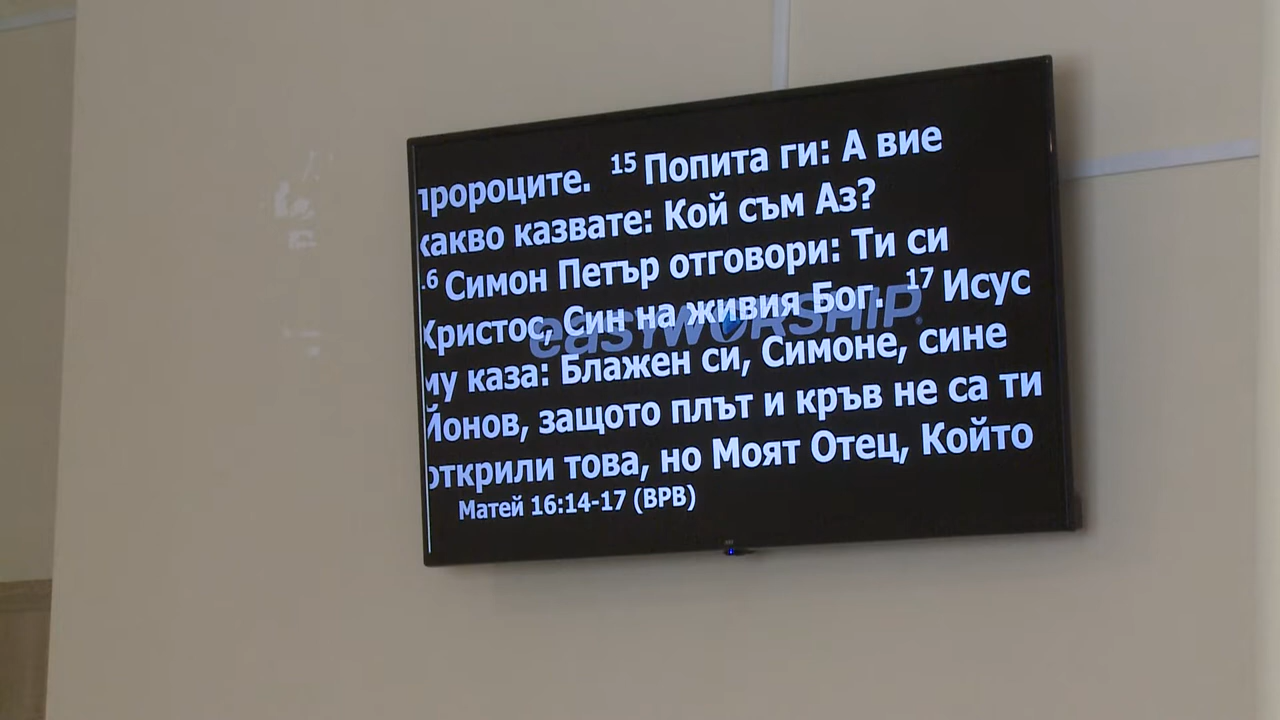 пророците. 15 Попита ги: А вие
какво казвате: Кой съм Аз?
16 Симон Петър отговори: Ти си
Христос, Син на живия Бог. 17 Исус
му каза: Блажен си, Симоне, сине
Йонов, защото плът и кръв не са ти
открили това, но Моят Отец, Който
easyWORSHIP.
Матей 16:14-17 (ВРВ)